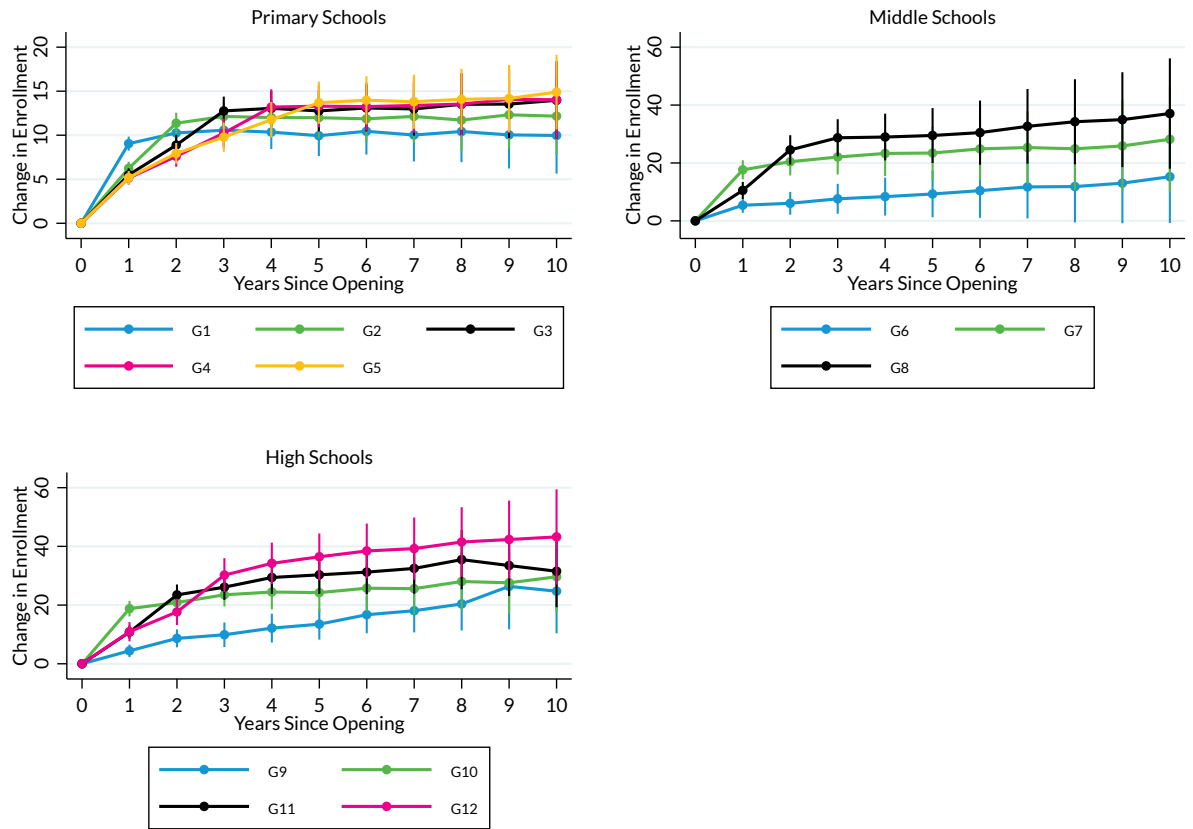 Primary Schools
Change in Enrollment
20
15
10
5
0
0 1 2 3 4 5 6 7 8 9 10
Years Since Opening
G1 G2 G3
G4 G5
Middle Schools
Change in Enrollment
60
40
20
0
0 1 2 3 4 5 6 7 8 9 10
Years Since Opening
G6 G7
G8
High Schools
Change in Enrollment
60
40
20
0
0 1 2 3 4 5 6 7 8 9 10
Years Since Opening
G9 G10
G11 G12